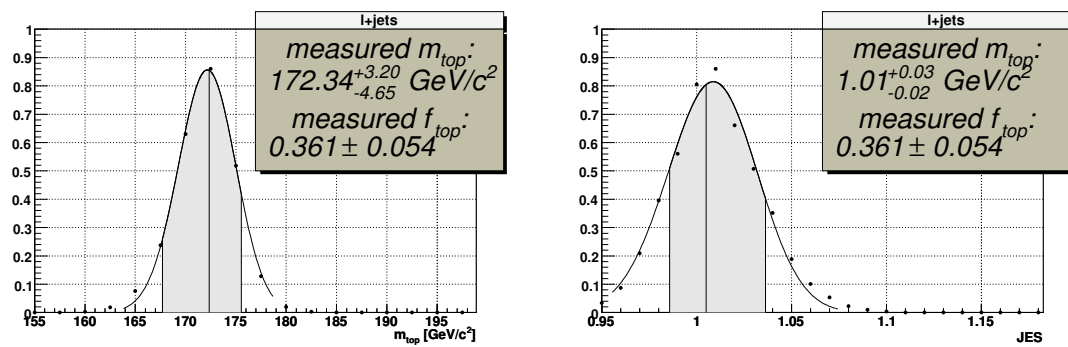 l+jets
measured m_top:
172.34 +3.20 -4.65 GeV/c²
measured f_top:
0.361 ± 0.054
1
0.9
0.8
0.7
0.6
0.5
0.4
0.3
0.2
0.1
0
155 160 165 170 175 180 185 190 195
m_top [GeV/c²]
l+jets
measured m_top:
1.01 +0.03 -0.02 GeV/c²
measured f_top:
0.361 ± 0.054
1
0.9
0.8
0.7
0.6
0.5
0.4
0.3
0.2
0.1
0
0.95 1 1.05 1.1 1.15
JES